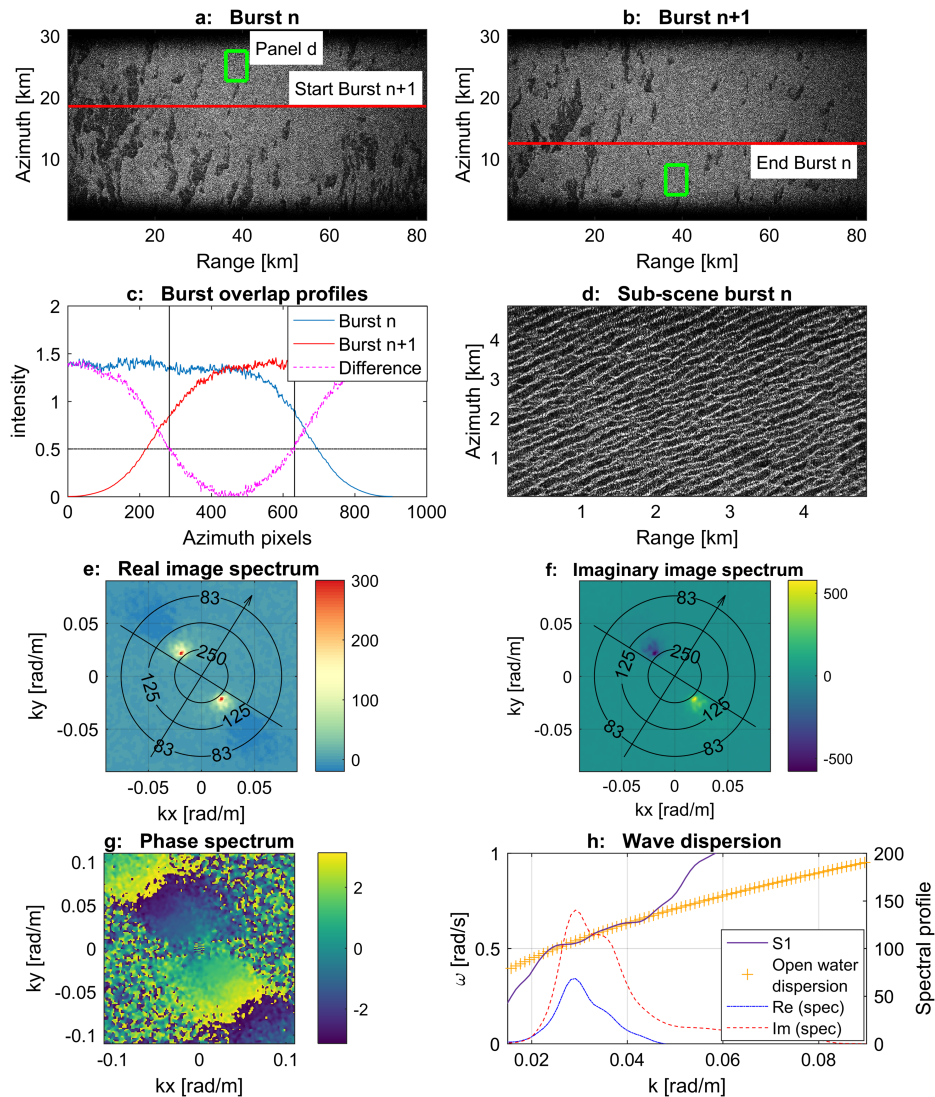 a: Burst n
Azimuth [km]
30
20
10
Panel d
Start Burst n+1
20
40
60
80
Range [km]
b: Burst n+1
Azimuth [km]
30
20
10
End Burst n
20
40
60
80
Range [km]
c: Burst overlap profiles
intensity
2
1.5
1
0.5
0
Burst n
Burst n+1
Difference
0
200
400
600
800
1000
Azimuth pixels
d: Sub-scene burst n
Azimuth [km]
4
3
2
1
1
2
3
4
Range [km]
e: Real image spectrum
ky [rad/m]
0.05
0
-0.05
83
250
125
125
83
83
-0.05
0
0.05
kx [rad/m]
300
200
100
0
f: Imaginary image spectrum
ky [rad/m]
0.05
0
-0.05
83
250
125
125
83
83
-0.05
0
0.05
kx [rad/m]
500
0
-500
g: Phase spectrum
ky [rad/m]
0.1
0.05
0
-0.05
-0.1
-0.1
0
0.1
kx [rad/m]
2
0
-2
h: Wave dispersion
ω [rad/s]
1
0.5
0
S1
Open water
dispersion
Re (spec)
Im (spec)
0.02
0.04
0.06
0.08
k [rad/m]
200
150
100
50
0
Spectral profile